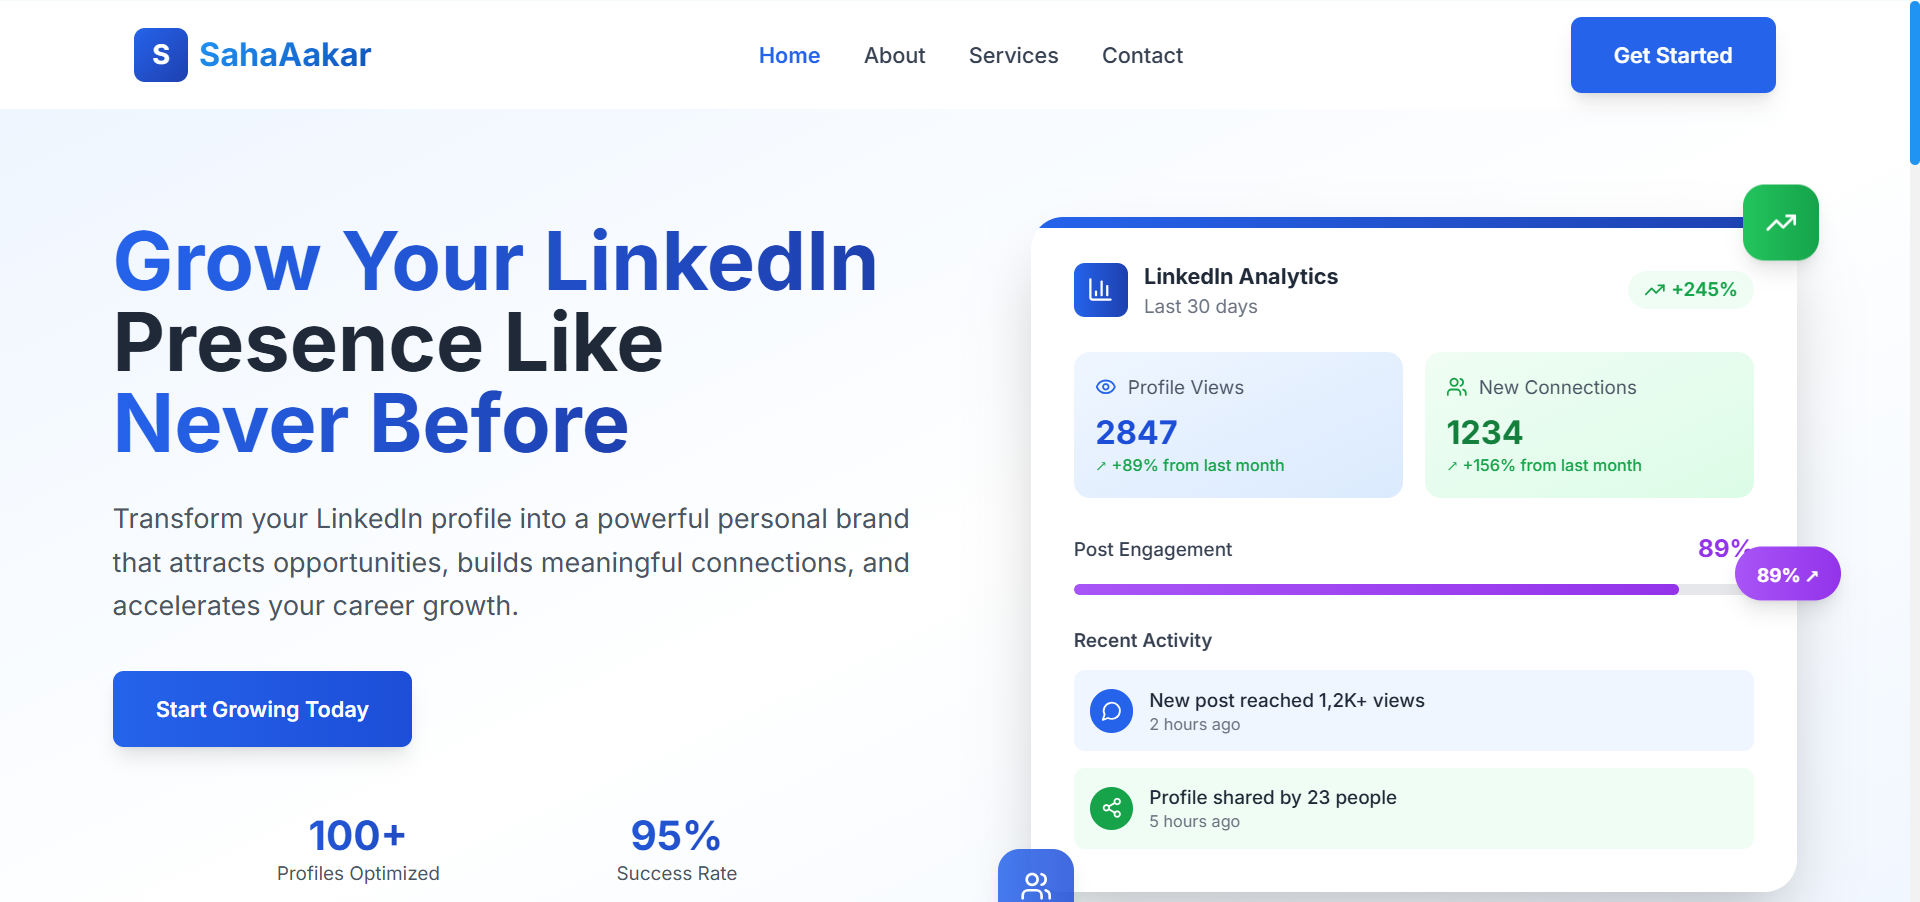 S SahaAakar
Home About Services Contact
Get Started
Grow Your LinkedIn
Presence Like
Never Before
Transform your LinkedIn profile into a powerful personal brand
that attracts opportunities, builds meaningful connections, and
accelerates your career growth.
Start Growing Today
100+
Profiles Optimized
95%
Success Rate
LinkedIn Analytics
Last 30 days
+245%
Profile Views
2847
↗ +89% from last month
New Connections
1234
↗ +156% from last month
Post Engagement
89%
89% ↗
Recent Activity
New post reached 1,2K+ views
2 hours ago
Profile shared by 23 people
5 hours ago